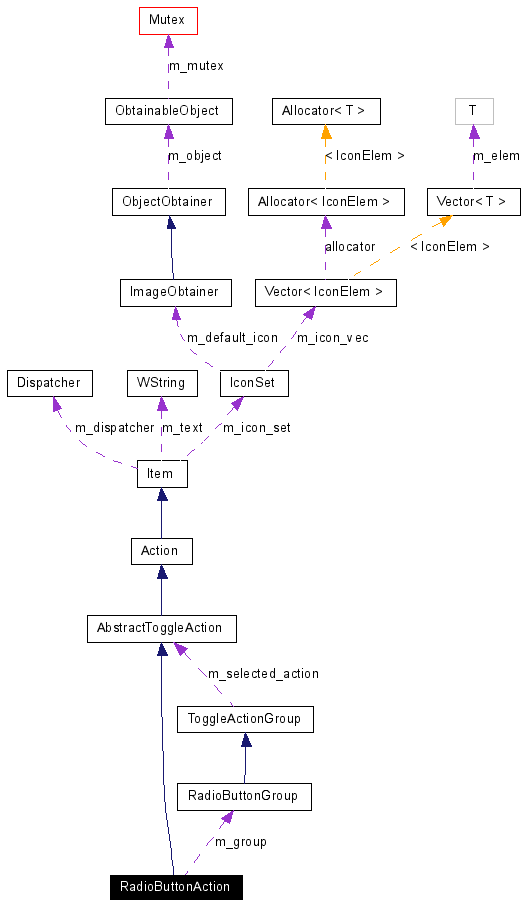 Mutex
m_mutex
ObtainableObject
Allocator< T >
T
m_object
< IconElem >
m_elem
ObjectObtainer
Allocator< IconElem >
Vector< T >
allocator
< IconElem >
ImageObtainer
Vector< IconElem >
m_default_icon
m_icon_vec
Dispatcher
WString
IconSet
m_dispatcher
m_text
m_icon_set
Item
Action
AbstractToggleAction
m_selected_action
ToggleActionGroup
RadioButtonGroup
m_group
RadioButtonAction